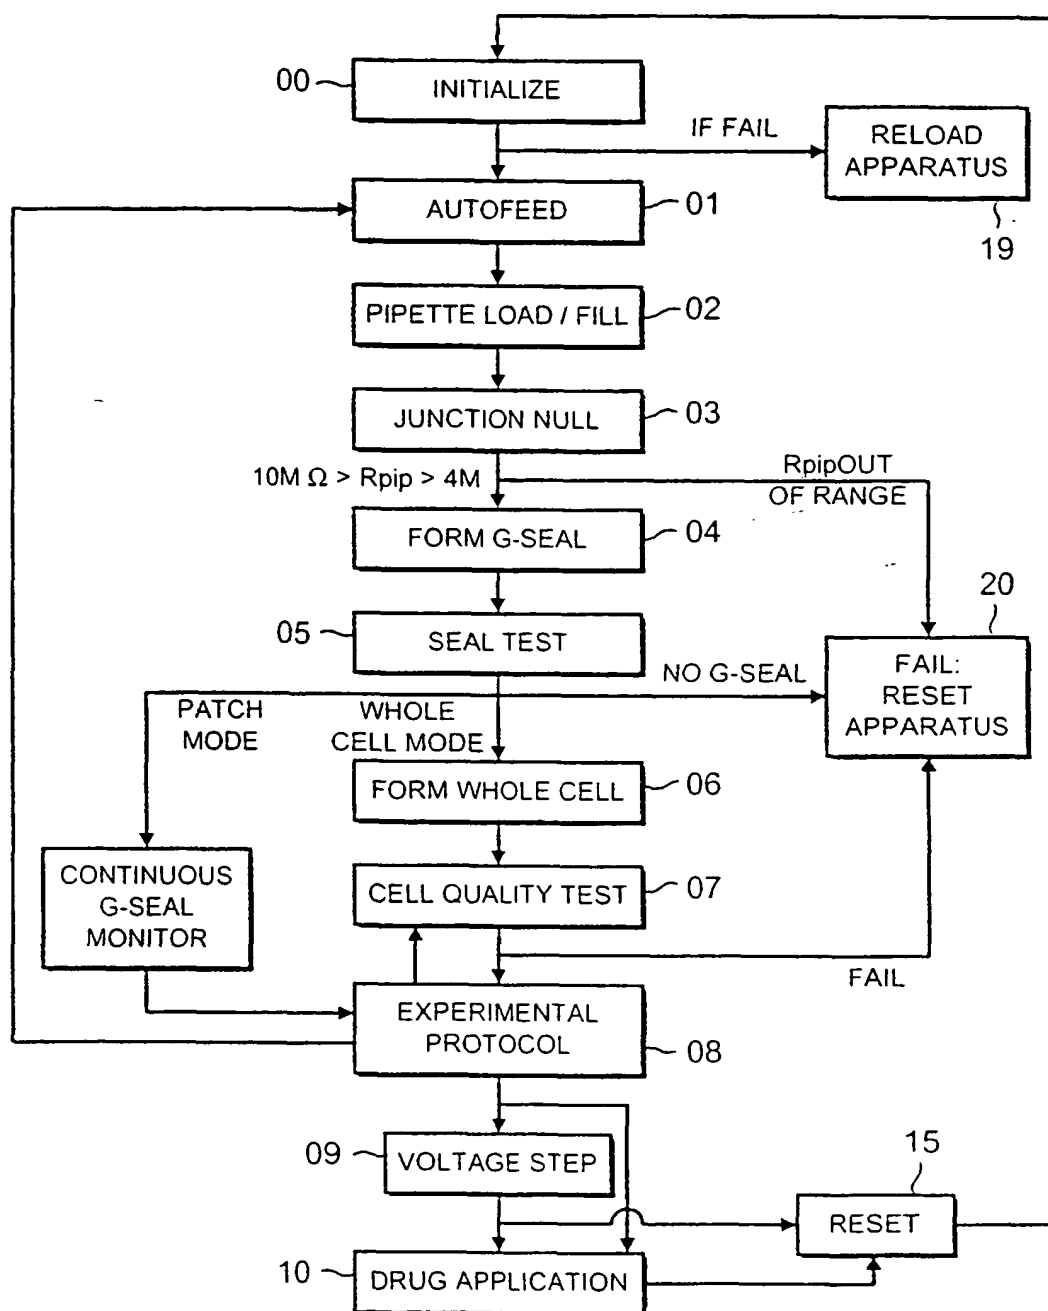 00
INITIALIZE
IF FAIL
RELOAD
APPARATUS
19
AUTOFEED
01
PIPETTE LOAD / FILL
02
JUNCTION NULL
03
10M Ω > Rpip > 4M
RpipOUT
OF RANGE
FORM G-SEAL
04
05
SEAL TEST
20
FAIL:
RESET
APPARATUS
NO G-SEAL
PATCH
MODE
WHOLE
CELL MODE
FORM WHOLE CELL
06
CONTINUOUS
G-SEAL
MONITOR
CELL QUALITY TEST
07
FAIL
EXPERIMENTAL
PROTOCOL
08
09
VOLTAGE STEP
15
RESET
10
DRUG APPLICATION